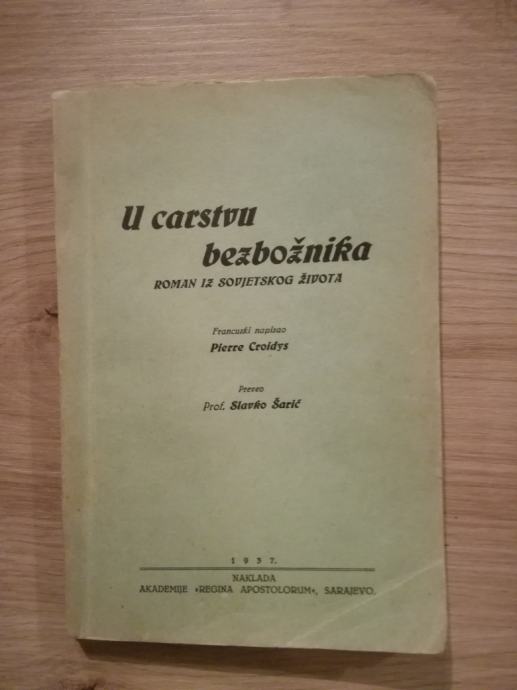 U carstvu
bezbožnika
ROMAN IZ SOVJETSKOG ŽIVOTA
Francuski napisao
Pierre Croidys
Preveo
Prof. Slavko Šarić
1937.
NAKLADA
AKADEMIJE »REGINA APOSTOLORUM«, SARAJEVO.